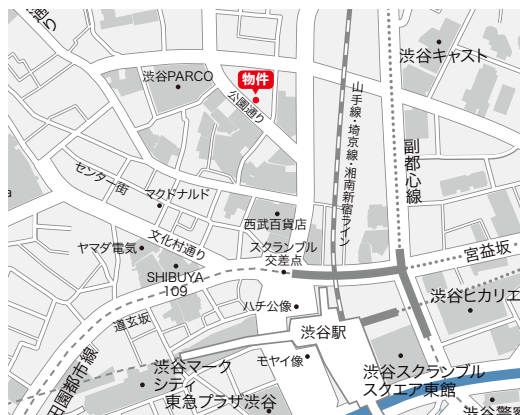 通り
渋谷キャスト
渋谷PARCO
物件
公園通り
山手線・埼京線・湘南新宿ライン
副都心線
センター街
マクドナルド
西武百貨店
文化村通り
ヤマダ電気
スクランブル
交差点
宮益坂
SHIBUYA
109
ハチ公像
渋谷ヒカリエ
道玄坂
渋谷駅
田園都市線
渋谷マーク
シティ
モヤイ像
渋谷スクランブル
スクエア東館
東急プラザ渋谷
渋谷警